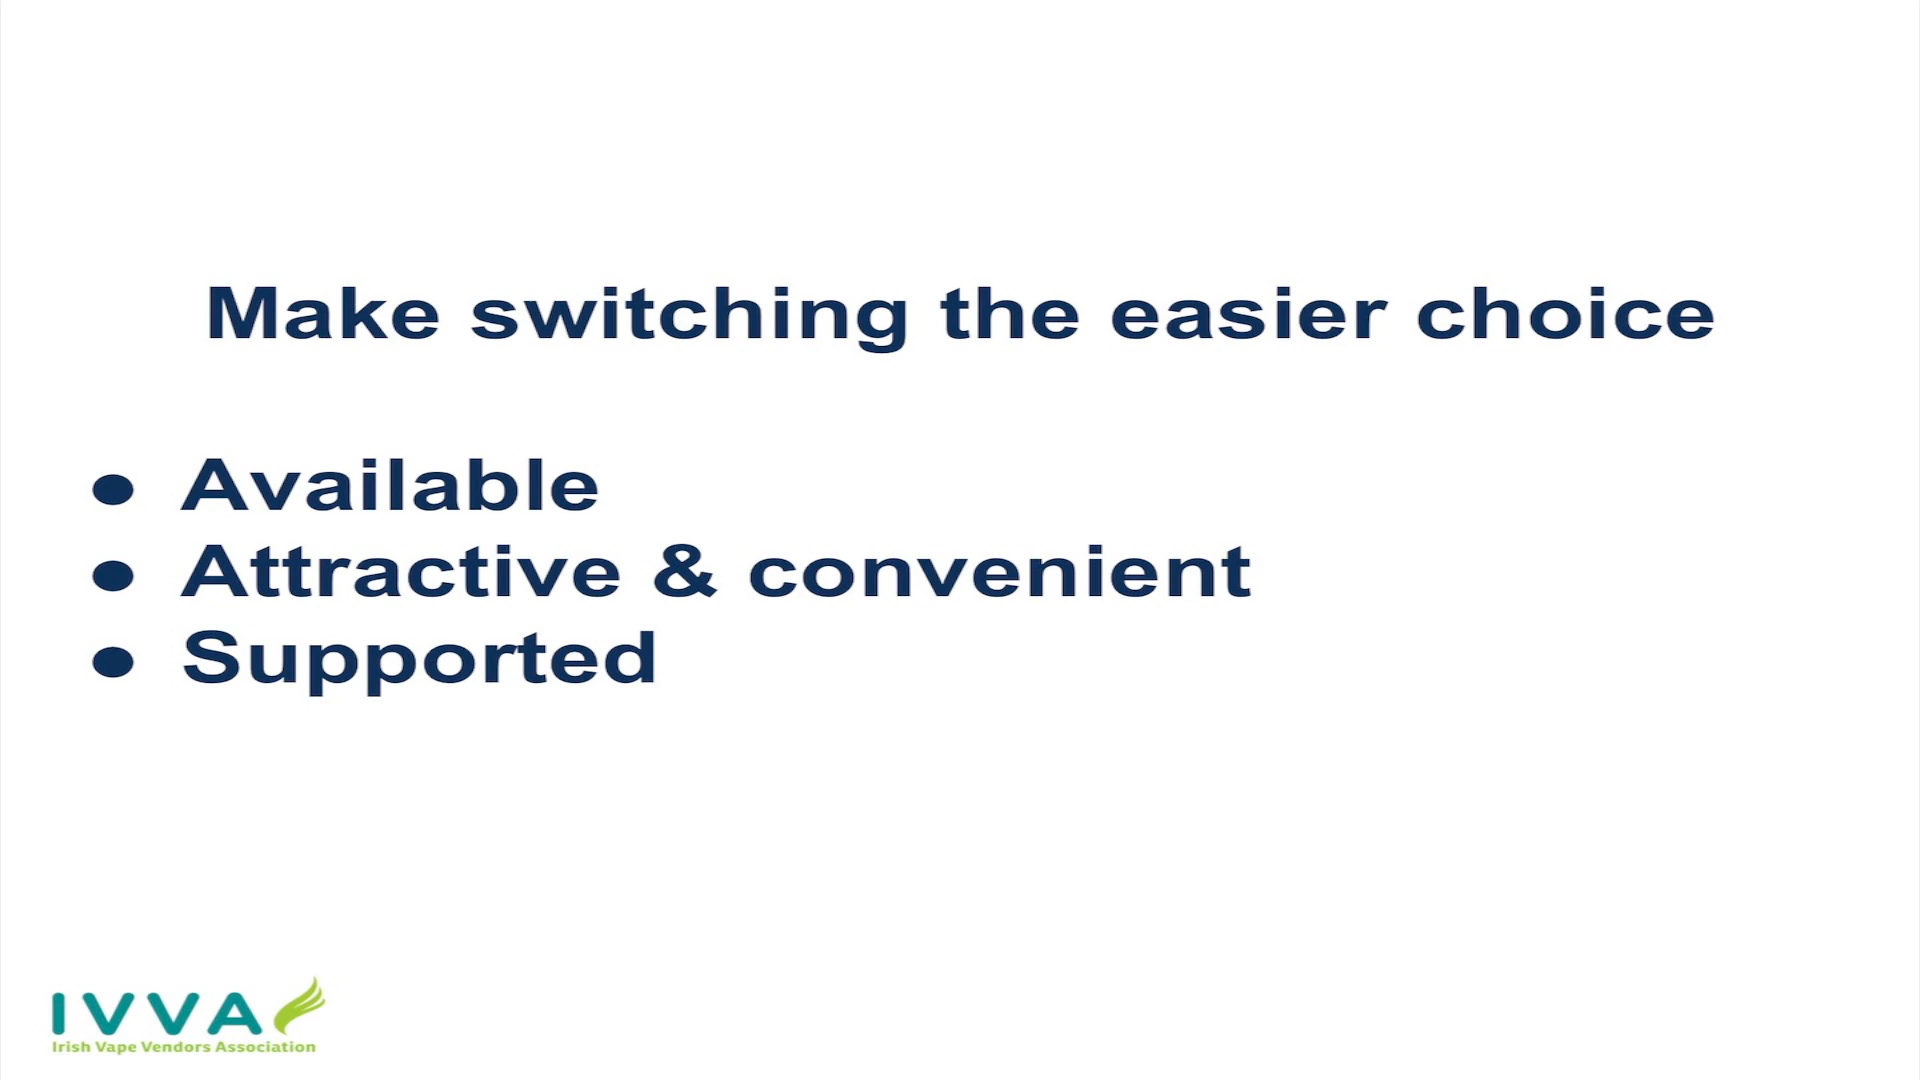 Make switching the easier choice
● Available
● Attractive & convenient
● Supported
IVVA
Irish Vape Vendors Association